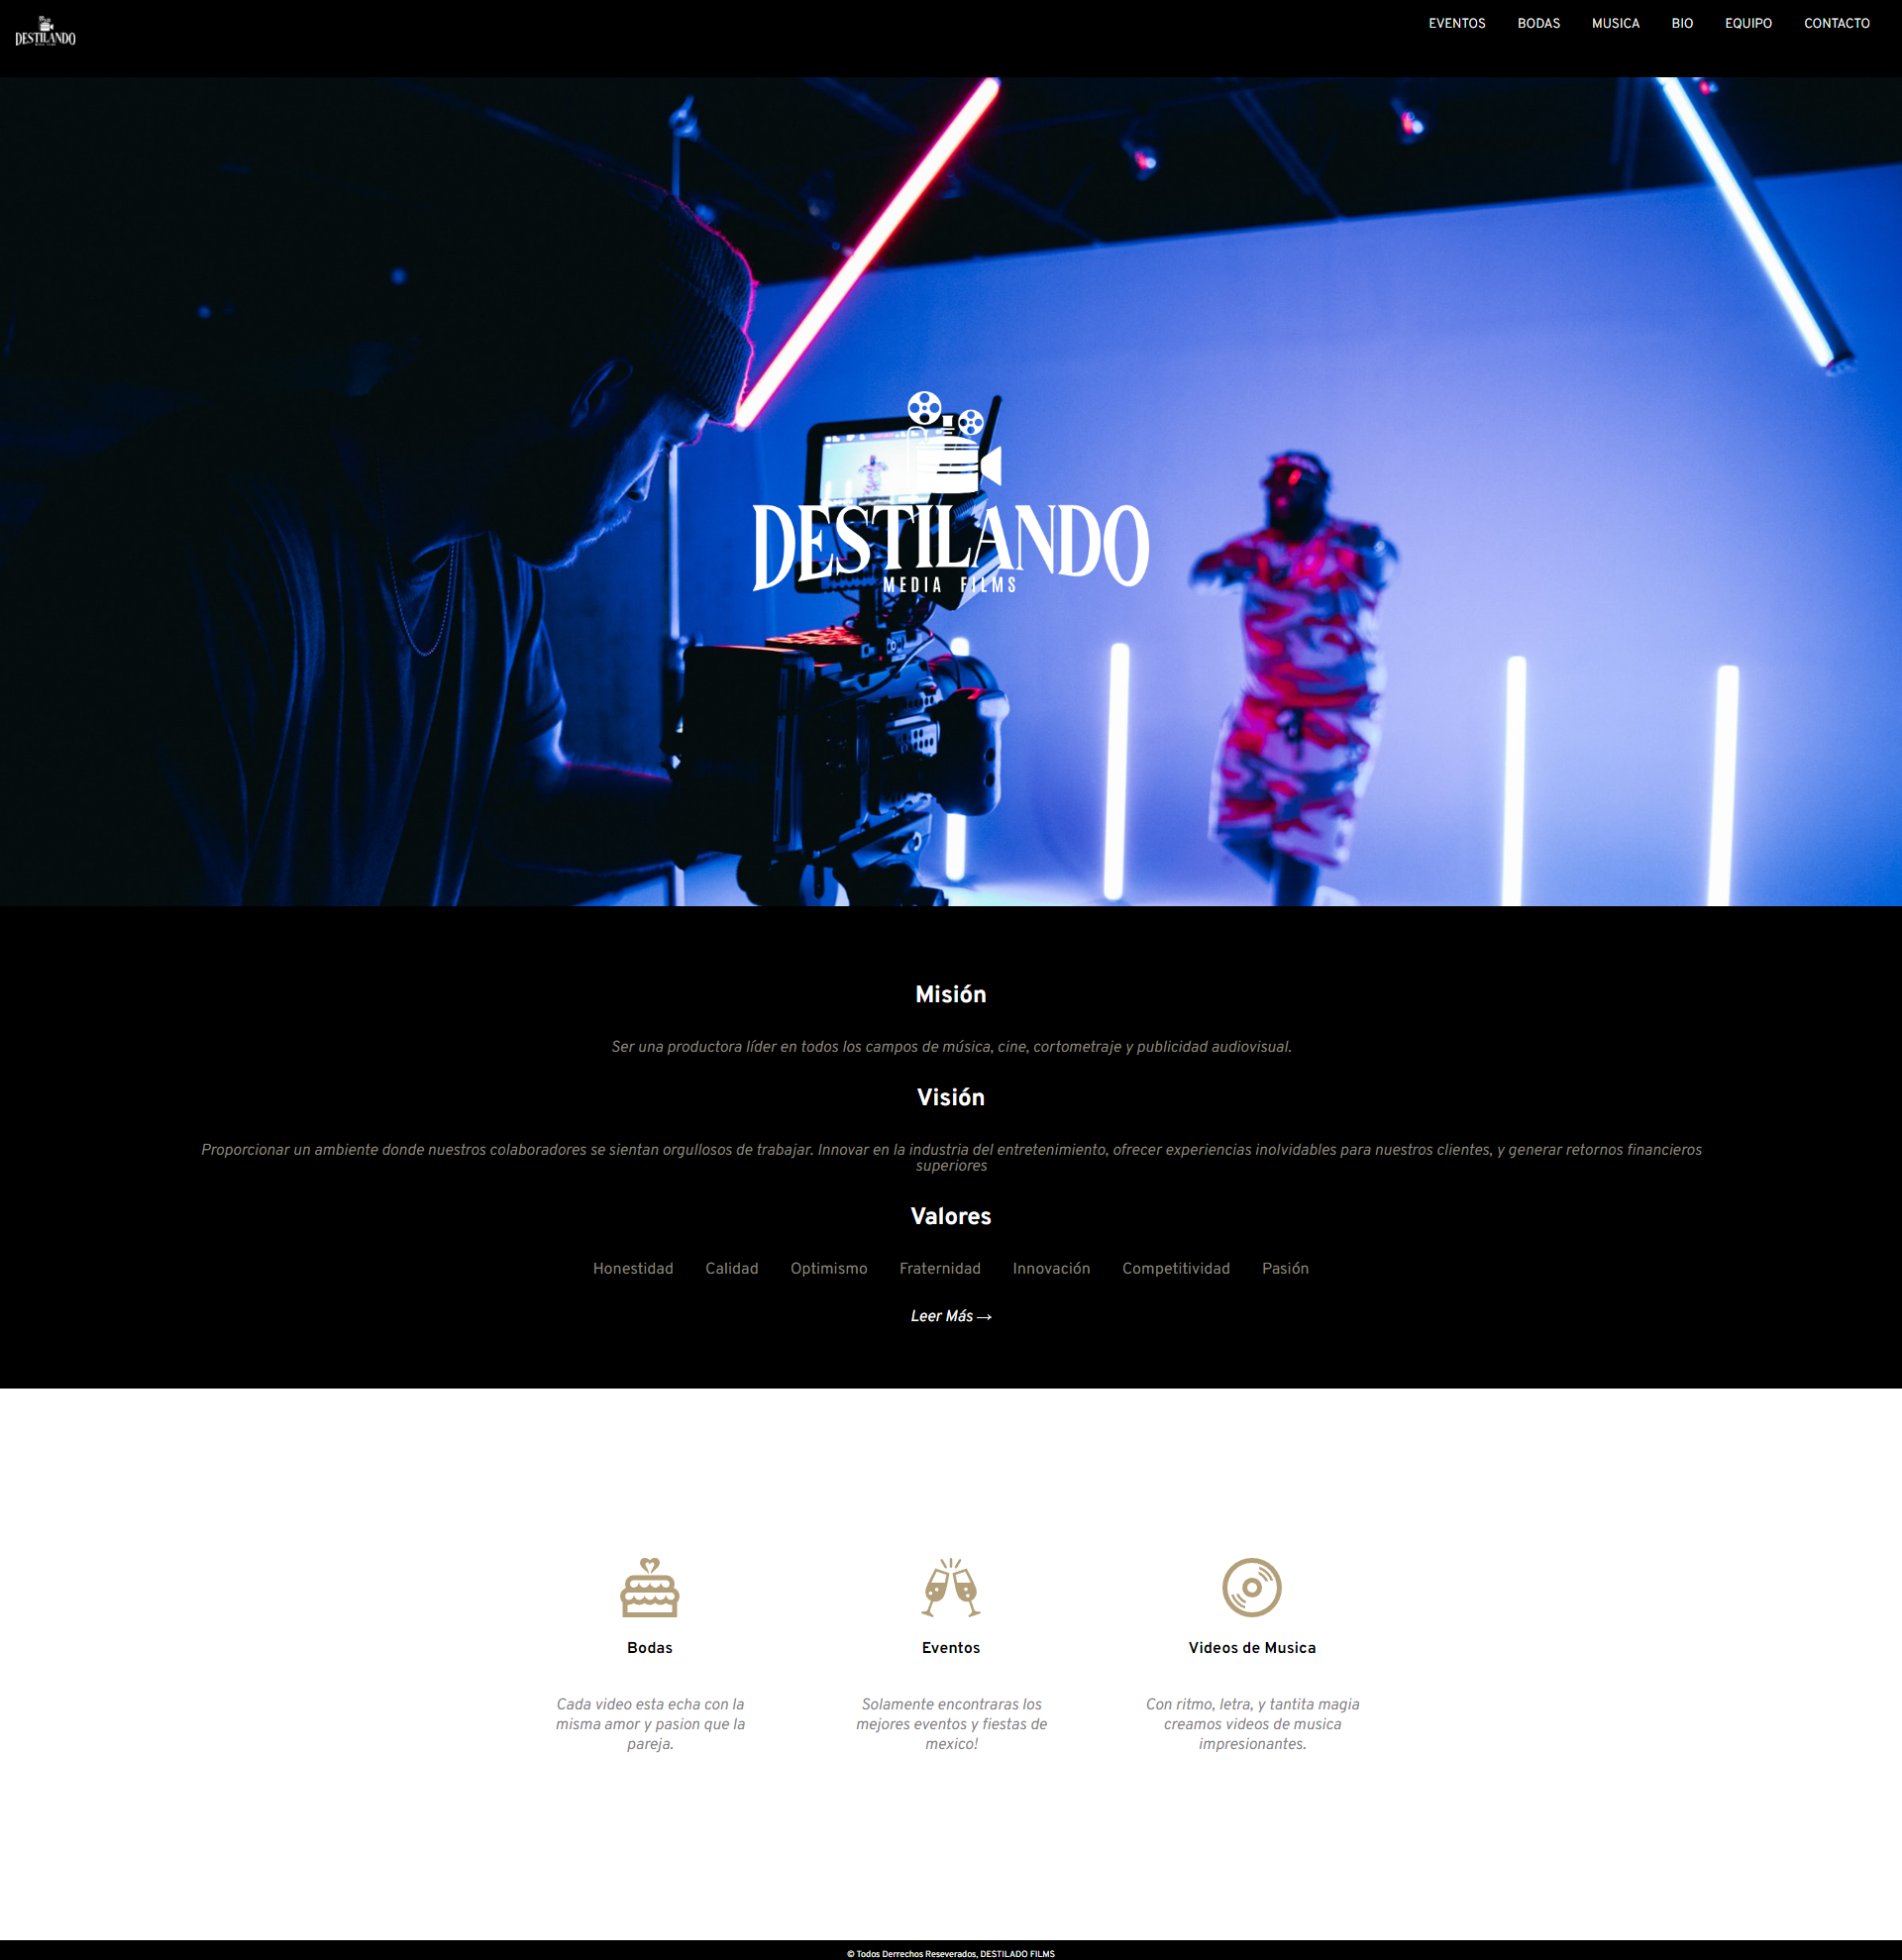 DESTILANDO
EVENTOS BODAS MUSICA BIO EQUIPO CONTACTO
DESTILANDO
MEDIA FILMS
Misión
Ser una productora líder en todos los campos de música, cine, cortometraje y publicidad audiovisual.
Visión
Proporcionar un ambiente donde nuestros colaboradores se sientan orgullosos de trabajar. Innovar en la industria del entretenimiento, ofrecer experiencias inolvidables para nuestros clientes, y generar retornos financieros
superiores
Valores
Honestidad Calidad Optimismo Fraternidad Innovación Competitividad Pasión
Leer Más →
Bodas
Cada video esta echa con la
misma amor y pasion que la
pareja.
Eventos
Solamente encontraras los
mejores eventos y fiestas de
mexico!
Videos de Musica
Con ritmo, letra, y tantita magia
creamos videos de musica
impresionantes.
© Todos Derrechos Reseverados, DESTILADO FILMS